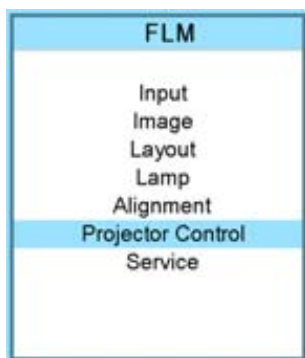 FLM
Input
Image
Layout
Lamp
Alignment
Projector Control
Service